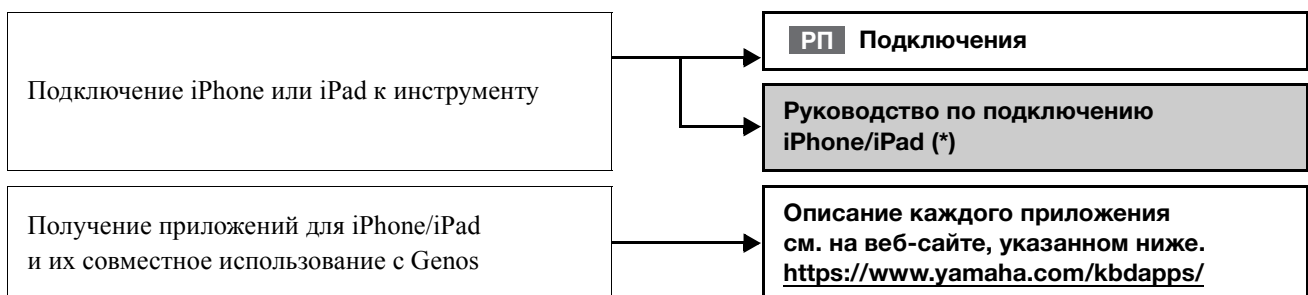 Подключение iPhone или iPad к инструменту
РП Подключения
Руководство по подключению
iPhone/iPad (*)
Получение приложений для iPhone/iPad
и их совместное использование с Genos
Описание каждого приложения
см. на веб-сайте, указанном ниже.
https://www.yamaha.com/kbdapps/